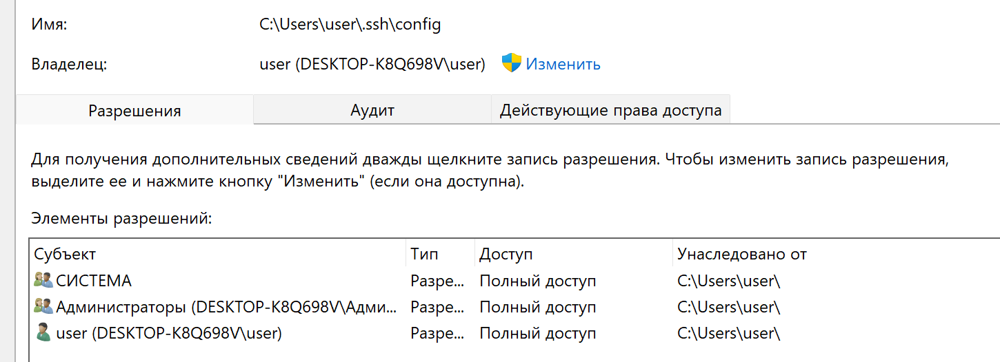 Имя: C:\Users\user\.ssh\config
Владелец: user (DESKTOP-K8Q698V\user) Изменить
Разрешения Аудит Действующие права доступа
Для получения дополнительных сведений дважды щелкните запись разрешения. Чтобы изменить запись разрешения,
выделите ее и нажмите кнопку "Изменить" (если она доступна).
Элементы разрешений:
Субъект Тип Доступ Унаследовано от
СИСТЕМА Разре... Полный доступ C:\Users\user\
Администраторы (DESKTOP-K8Q698V\Адми... Разре... Полный доступ C:\Users\user\
user (DESKTOP-K8Q698V\user) Разре... Полный доступ C:\Users\user\